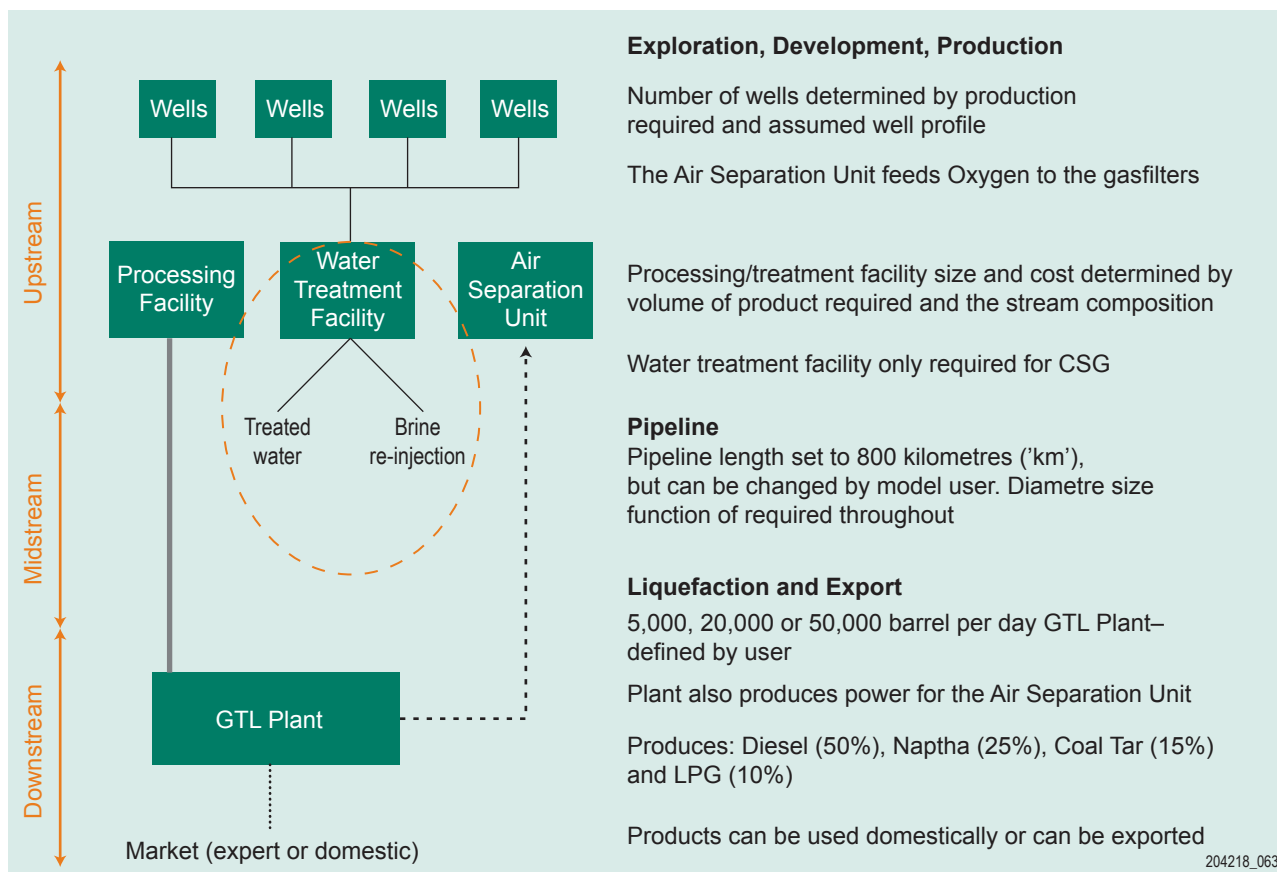 Exploration, Development, Production
Wells
Wells
Wells
Wells
Number of wells determined by production
required and assumed well profile
The Air Separation Unit feeds Oxygen to the gasfilters
Upstream
Processing
Facility
Water
Treatment
Facility
Air
Separation
Unit
Processing/treatment facility size and cost determined by
volume of product required and the stream composition
Water treatment facility only required for CSG
Treated
water
Brine
re-injection
Midstream
Pipeline
Pipeline length set to 800 kilometres ('km'),
but can be changed by model user. Diametre size
function of required throughout
Liquefaction and Export
5,000, 20,000 or 50,000 barrel per day GTL Plant–
defined by user
Downstream
GTL Plant
Plant also produces power for the Air Separation Unit
Produces: Diesel (50%), Naptha (25%), Coal Tar (15%)
and LPG (10%)
Market (expert or domestic)
Products can be used domestically or can be exported
204218_063